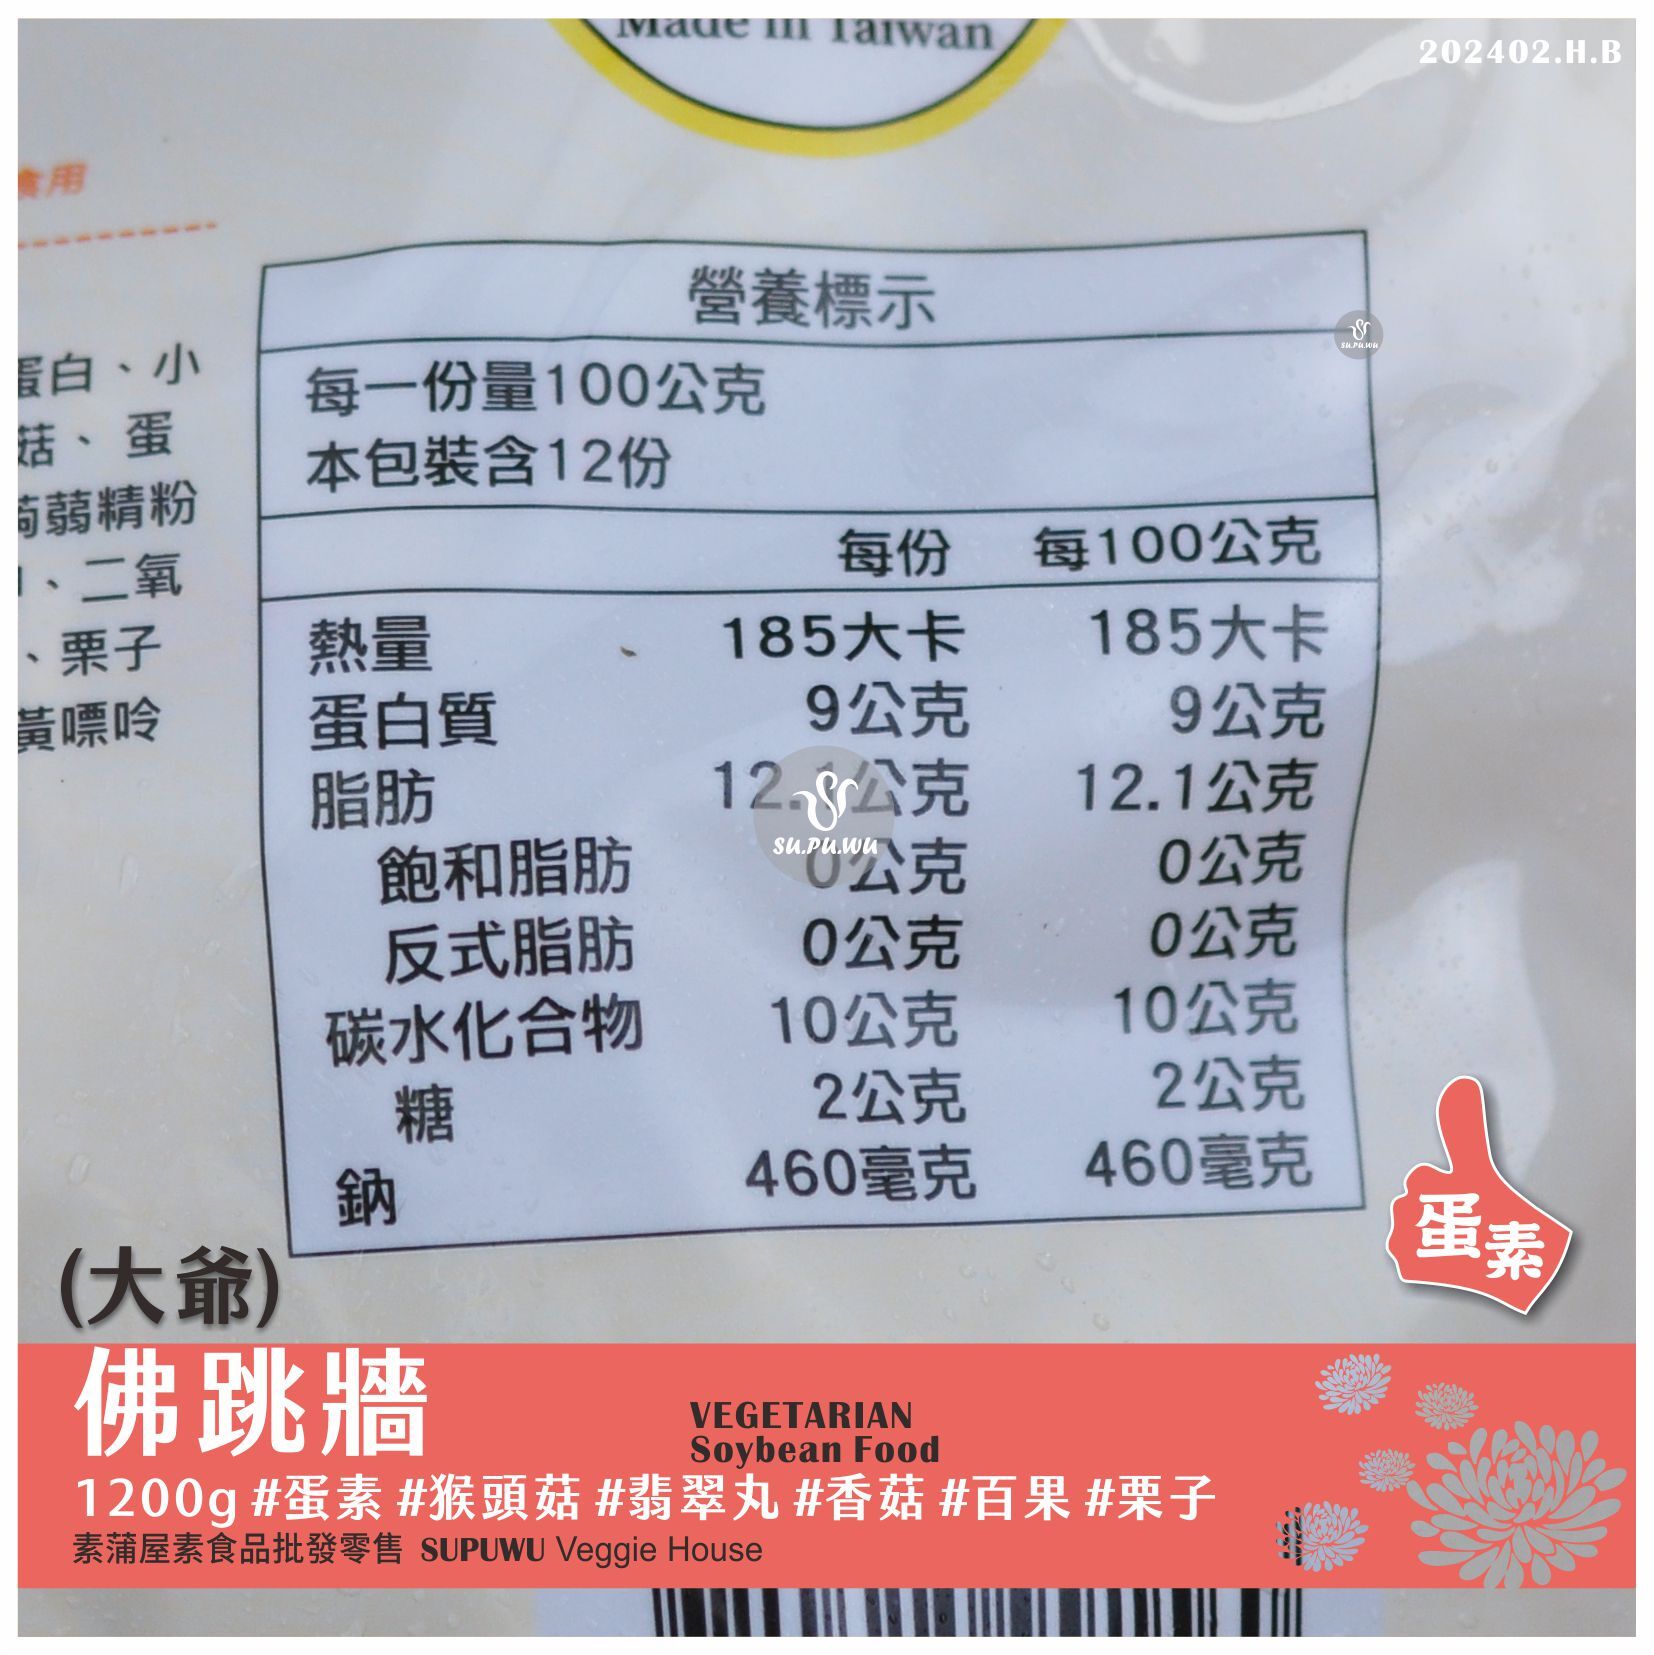 Made in Taiwan
202402.H.B
食用
蛋白、小
菇、蛋
蒟蒻精粉
、二氧
、栗子
黃嘌呤
營養標示
su.pu.wu
每一份量100公克
本包裝含12份
每份 每100公克
熱量 185大卡 185大卡
蛋白質 9公克 9公克
脂肪 12.1公克 12.1公克
su.pu.wu
飽和脂肪 0公克 0公克
反式脂肪 0公克 0公克
碳水化合物 10公克 10公克
糖 2公克 2公克
鈉 460毫克 460毫克
蛋素
(大爺)
佛跳牆
VEGETARIAN
Soybean Food
1200g #蛋素 #猴頭菇 #翡翠丸 #香菇 #百果 #栗子
素蒲屋素食品批發零售 SUPUWU Veggie House